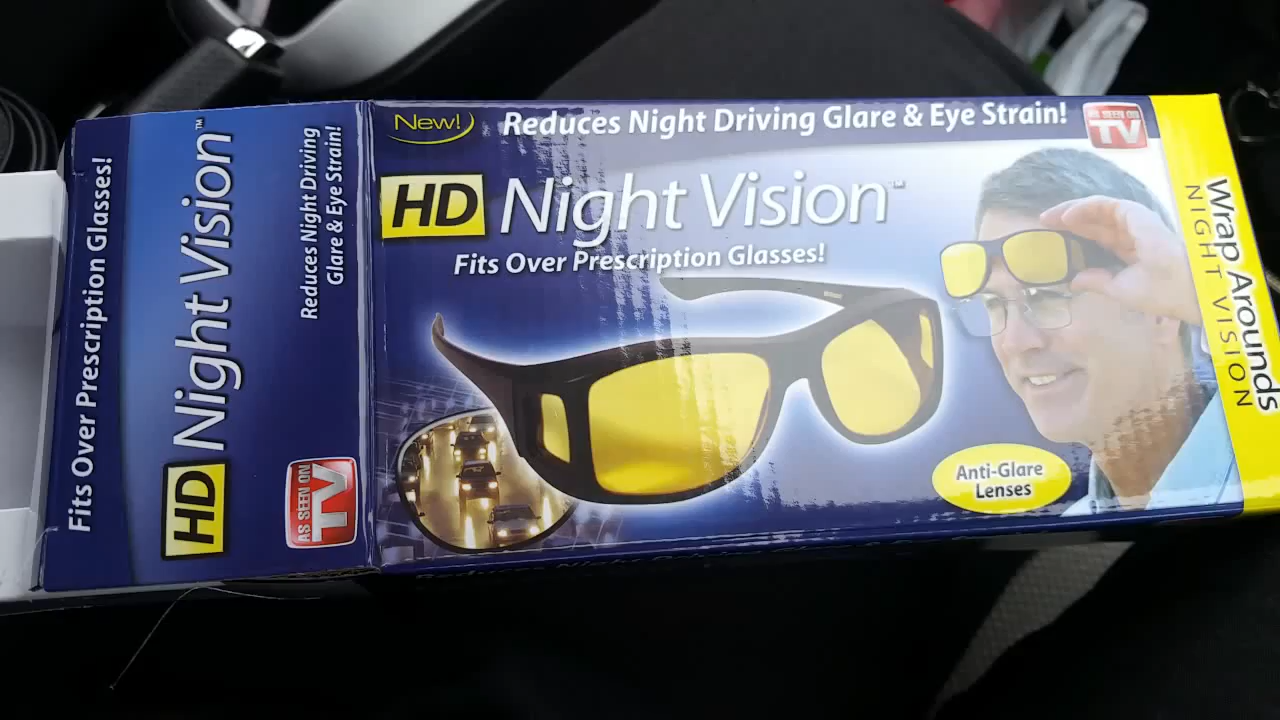 Fits Over Prescription Glasses!
HD Night Vision™
Reduces Night Driving
Glare & Eye Strain!
AS SEEN ON
TV
New!
Reduces Night Driving Glare & Eye Strain!
AS SEEN ON
TV
HD Night Vision™
Fits Over Prescription Glasses!
Anti-Glare
Lenses
Wrap Arounds
NIGHT VISION